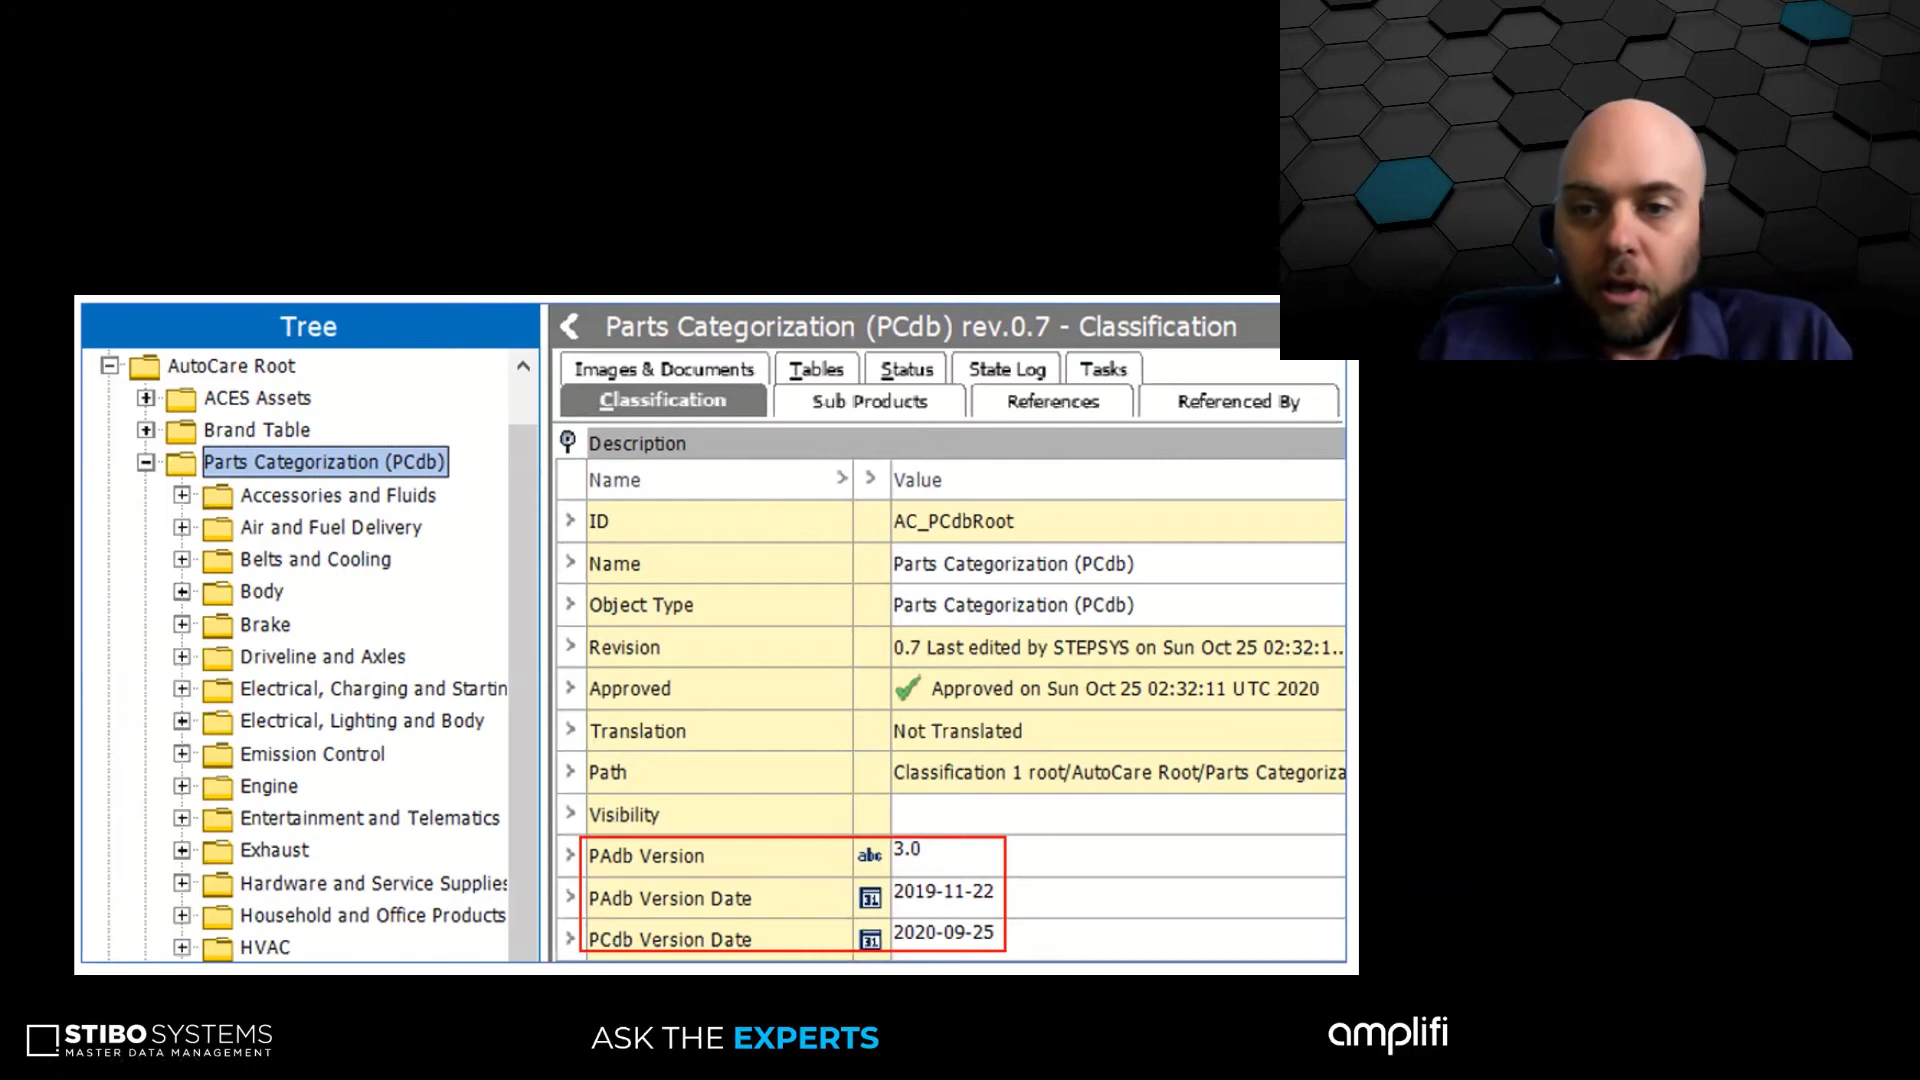 Tree
AutoCare Root
ACES Assets
Brand Table
Parts Categorization (PCdb)
Accessories and Fluids
Air and Fuel Delivery
Belts and Cooling
Body
Brake
Driveline and Axles
Electrical, Charging and Startin
Electrical, Lighting and Body
Emission Control
Engine
Entertainment and Telematics
Exhaust
Hardware and Service Supplies
Household and Office Products
HVAC
Parts Categorization (PCdb) rev.0.7 - Classification
Images & Documents Tables Status State Log Tasks
Classification Sub Products References Referenced By
Description
Name > > Value
ID AC_PCdbRoot
Name Parts Categorization (PCdb)
Object Type Parts Categorization (PCdb)
Revision 0.7 Last edited by STEPSYS on Sun Oct 25 02:32:1..
Approved Approved on Sun Oct 25 02:32:11 UTC 2020
Translation Not Translated
Path Classification 1 root/AutoCare Root/Parts Categoriza
Visibility
PAdb Version abc 3.0
PAdb Version Date 31 2019-11-22
PCdb Version Date 31 2020-09-25
STIBO SYSTEMS
MASTER DATA MANAGEMENT
ASK THE EXPERTS
amplifi